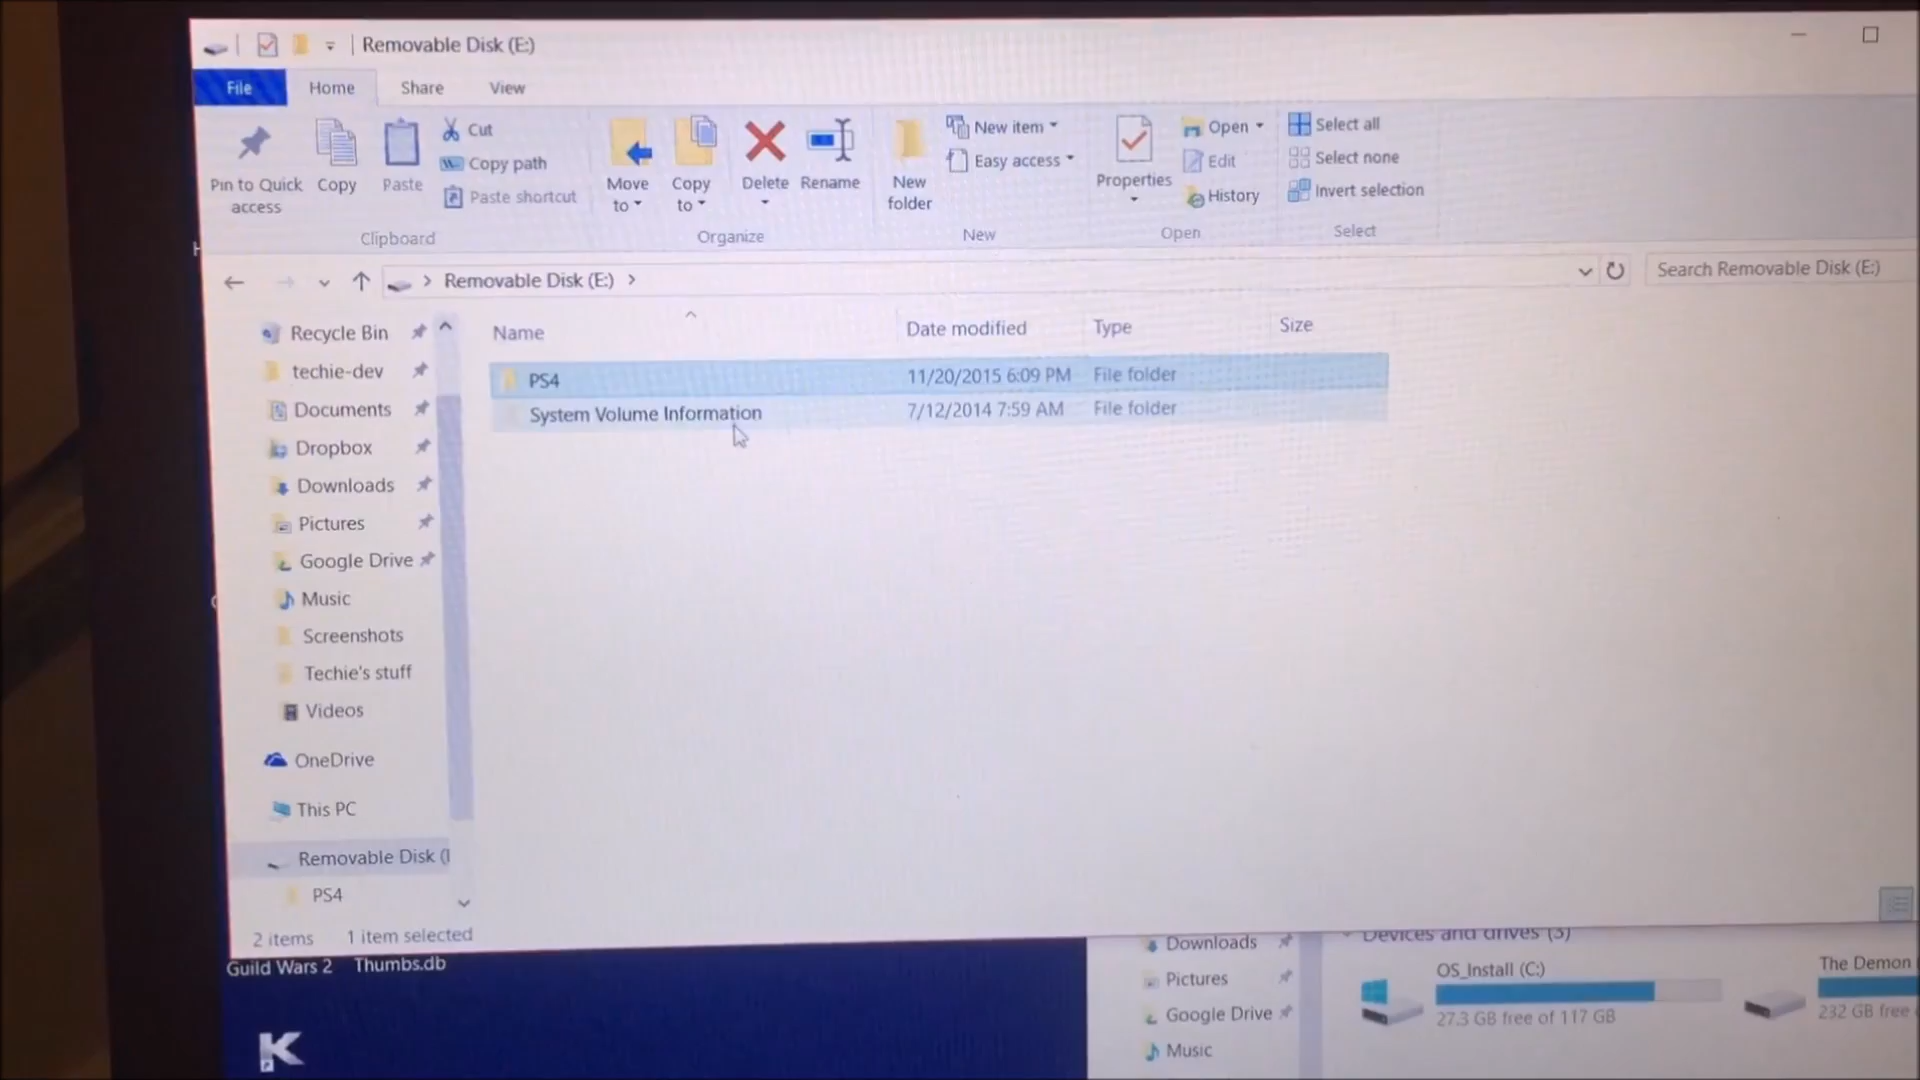 Removable Disk (E:)
File Home Share View
Pin to Quick access
Copy
Paste
Cut
Copy path
Paste shortcut
Clipboard
Move to
Copy to
Delete
Rename
Organize
New folder
New item
Easy access
New
Properties
Open
Edit
History
Open
Select all
Select none
Invert selection
Select
Removable Disk (E:)
Search Removable Disk (E:)
Name Date modified Type Size
PS4 11/20/2015 6:09 PM File folder
System Volume Information 7/12/2014 7:59 AM File folder
Recycle Bin
techie-dev
Documents
Dropbox
Downloads
Pictures
Google Drive
Music
Screenshots
Techie's stuff
Videos
OneDrive
This PC
Removable Disk (
PS4
2 items 1 item selected
Guild Wars 2 Thumbs.db
Downloads
Pictures
Google Drive
Music
Devices and drives (3)
OS_Install (C:)
27.3 GB free of 117 GB
The Demon
232 GB free